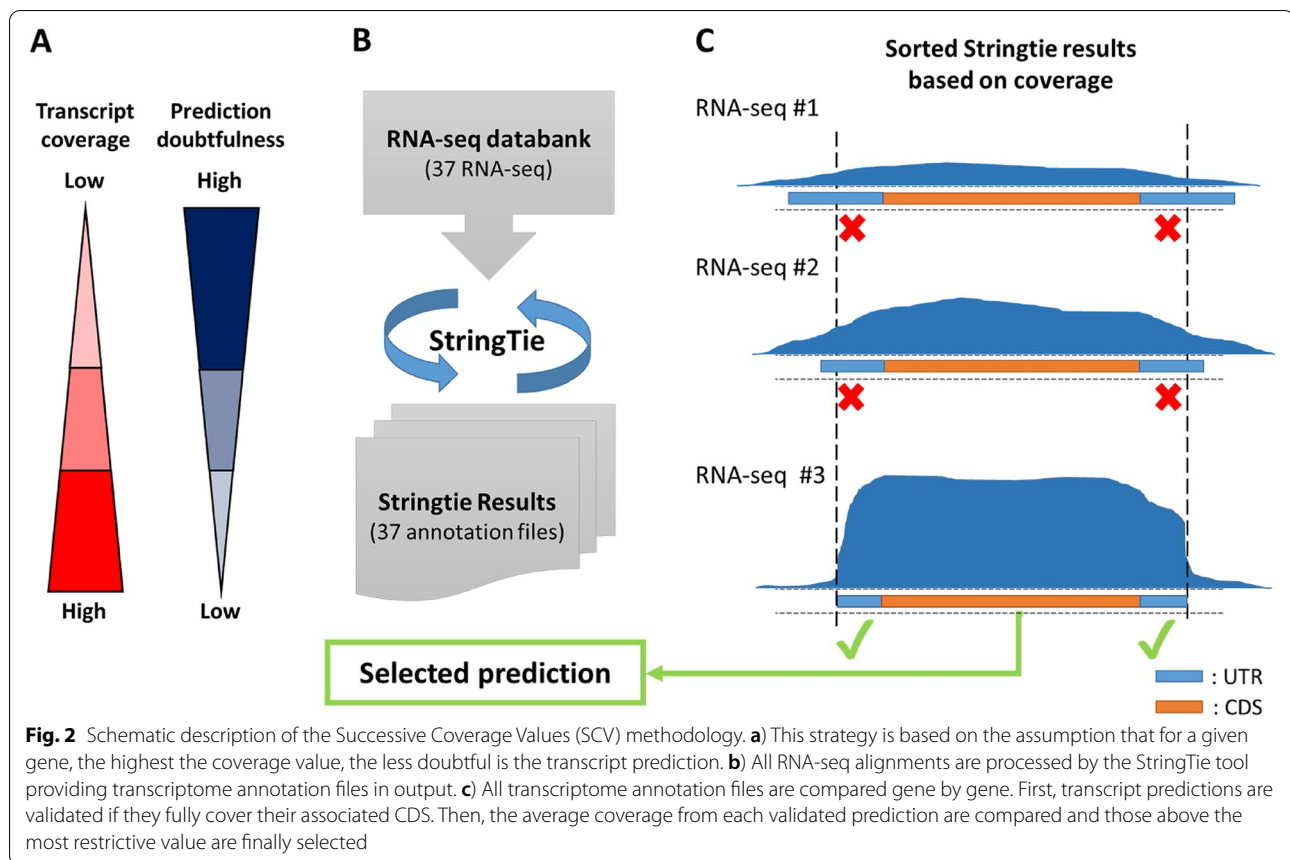 A
Transcript
coverage
Low
High
Prediction
doubtfulness
High
Low
B
RNA-seq databank
(37 RNA-seq)
StringTie
Stringtie Results
(37 annotation files)
Selected prediction
C
Sorted Stringtie results
based on coverage
RNA-seq #1
RNA-seq #2
RNA-seq #3
: UTR
: CDS
Fig. 2 Schematic description of the Successive Coverage Values (SCV) methodology. a) This strategy is based on the assumption that for a given
gene, the highest the coverage value, the less doubtful is the transcript prediction. b) All RNA-seq alignments are processed by the StringTie tool
providing transcriptome annotation files in output. c) All transcriptome annotation files are compared gene by gene. First, transcript predictions are
validated if they fully cover their associated CDS. Then, the average coverage from each validated prediction are compared and those above the
most restrictive value are finally selected